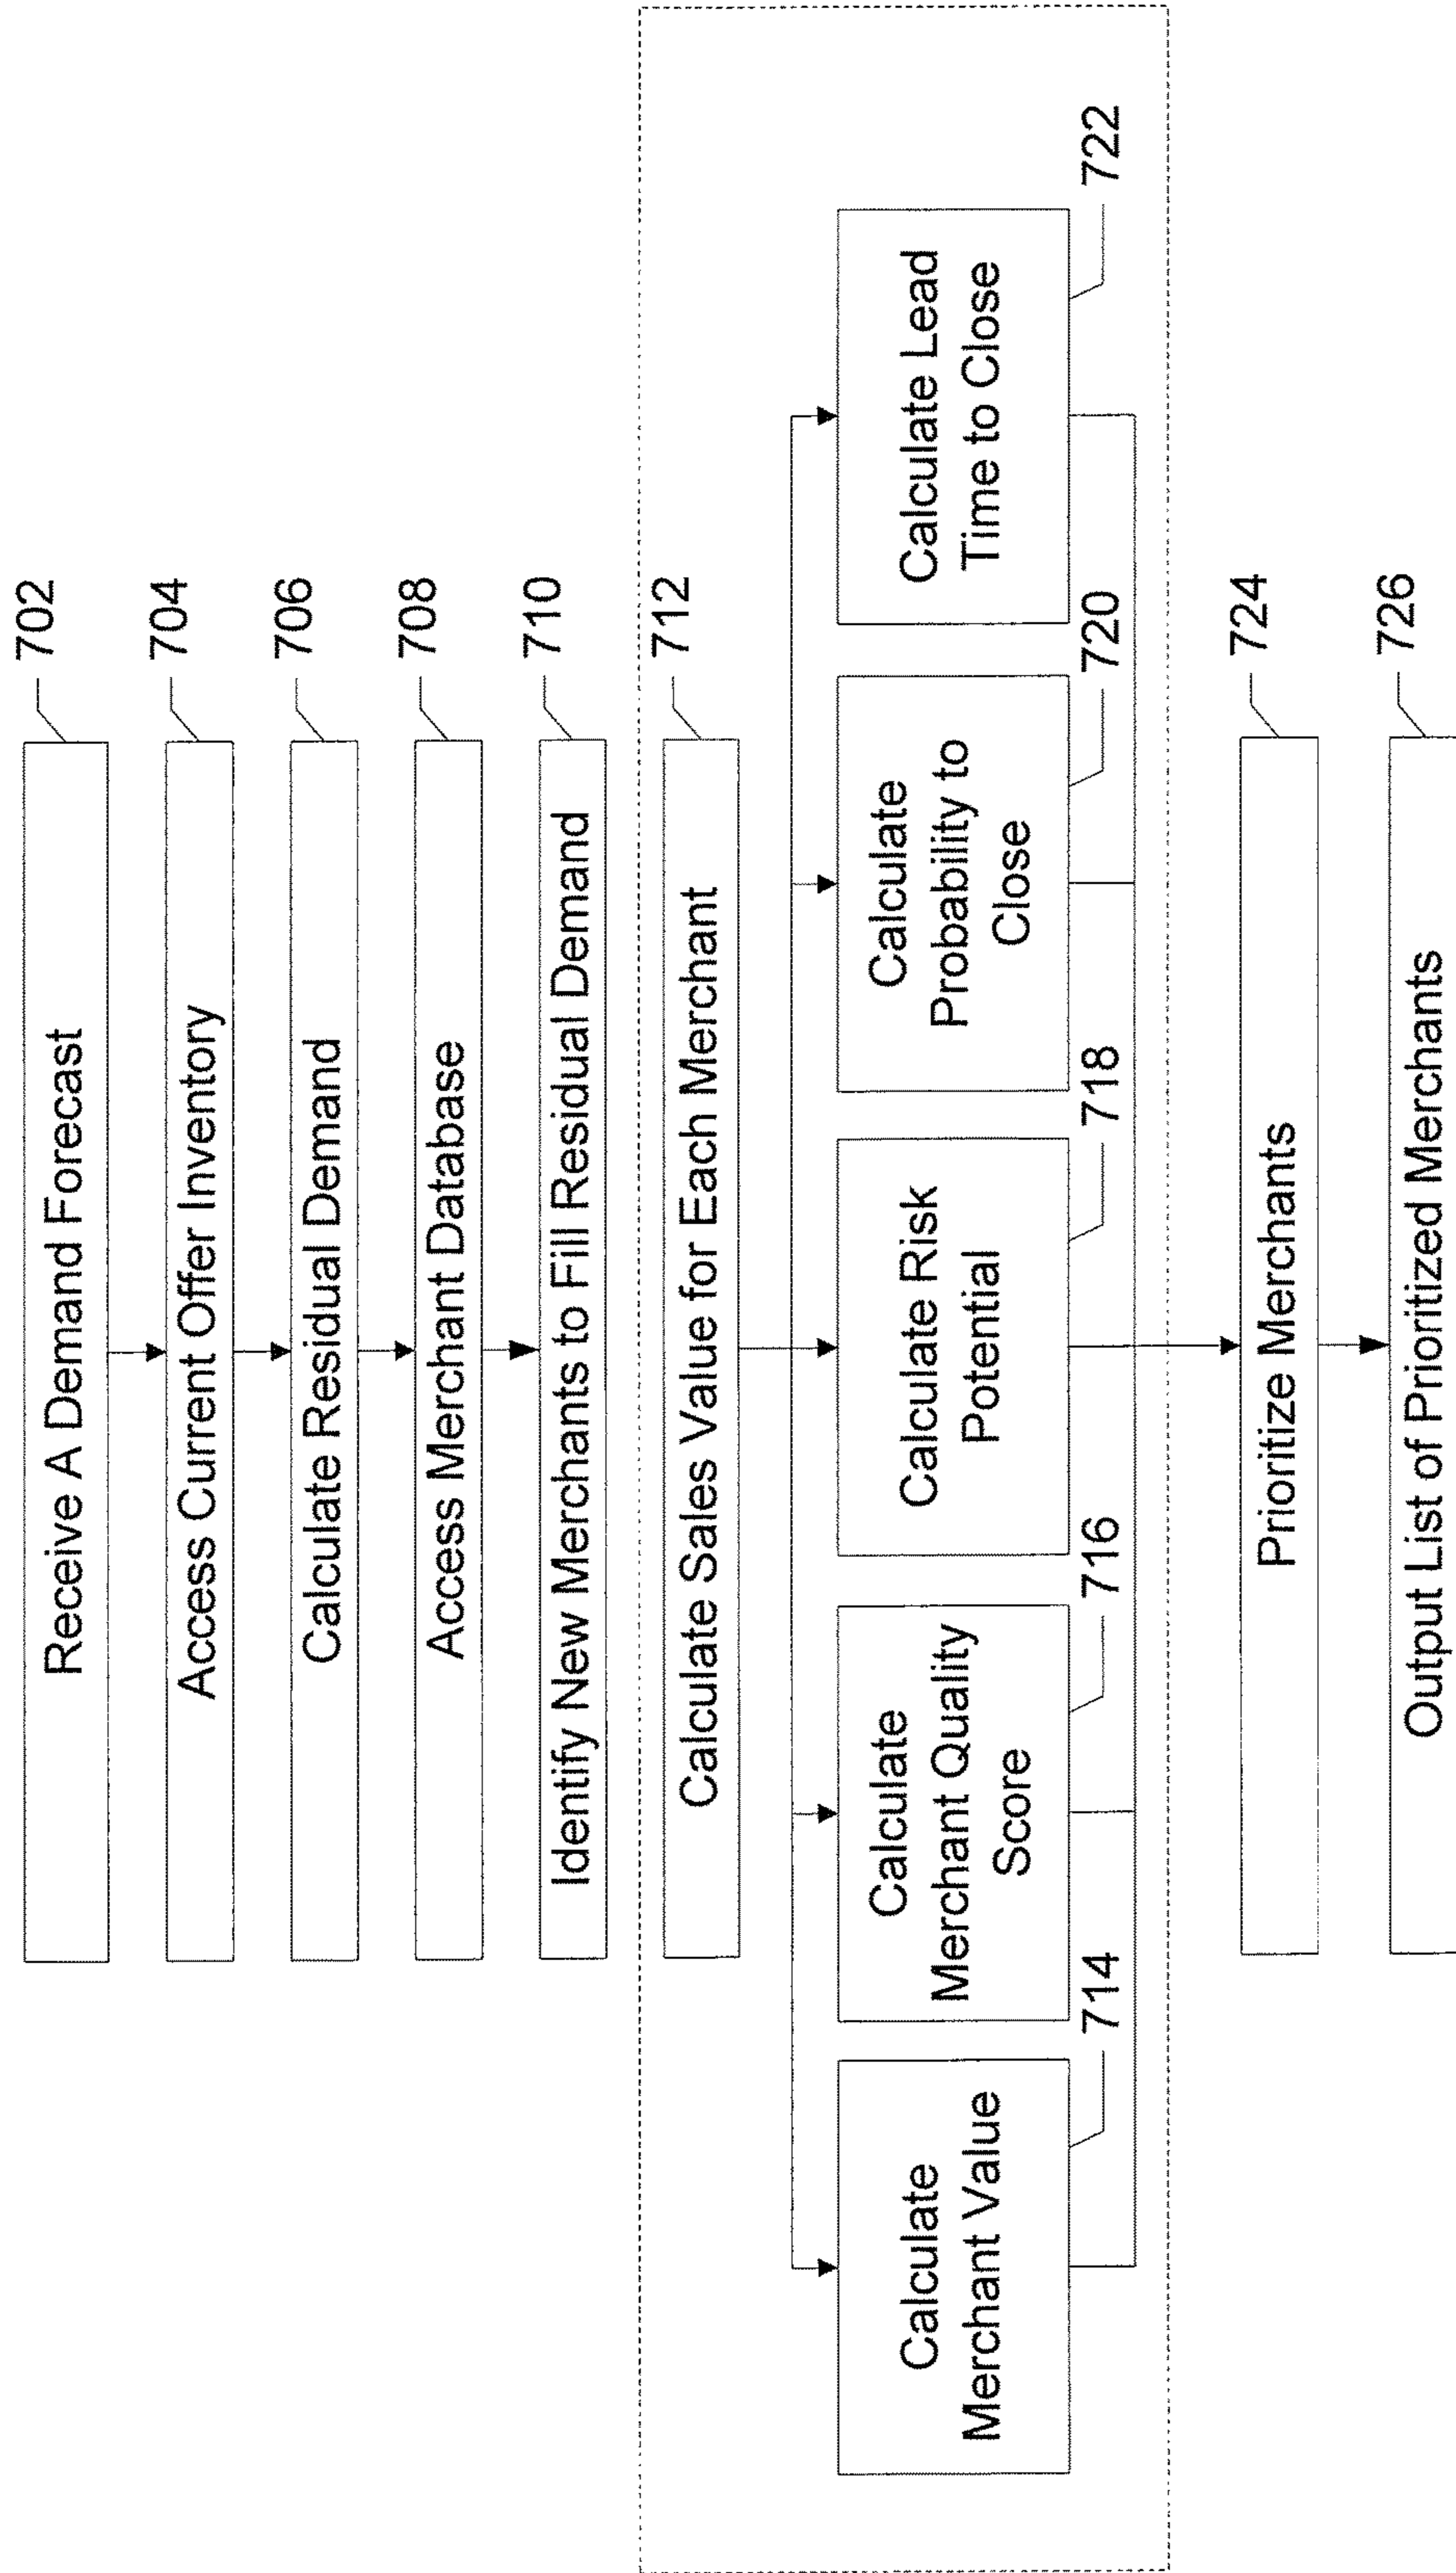 Receive A Demand Forecast
702
Access Current Offer Inventory
704
Calculate Residual Demand
706
Access Merchant Database
708
Identify New Merchants to Fill Residual Demand
710
Calculate Sales Value for Each Merchant
712
Calculate
Merchant Value
714
Calculate
Merchant Quality
Score
716
Calculate Risk
Potential
718
Calculate
Probability to
Close
720
Calculate Lead
Time to Close
722
Prioritize Merchants
724
Output List of Prioritized Merchants
726